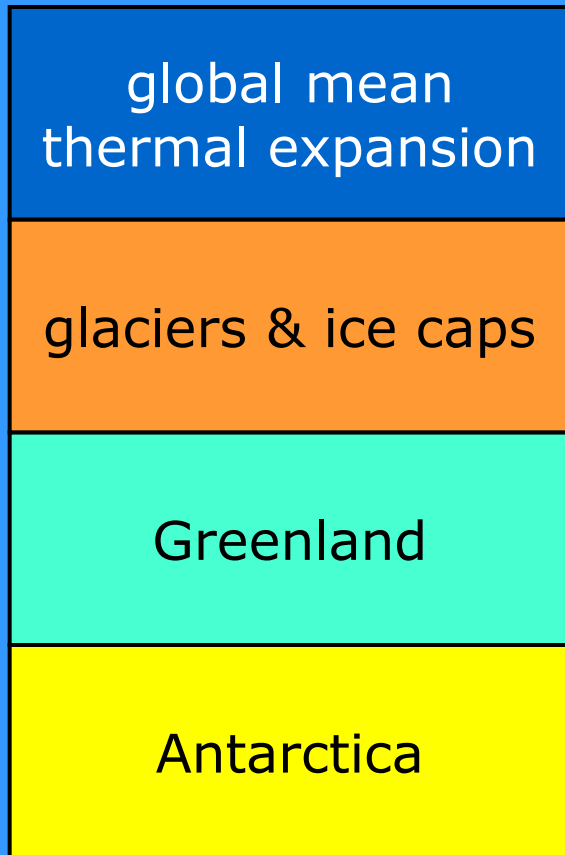 global mean
thermal expansion
glaciers & ice caps
Greenland
Antarctica